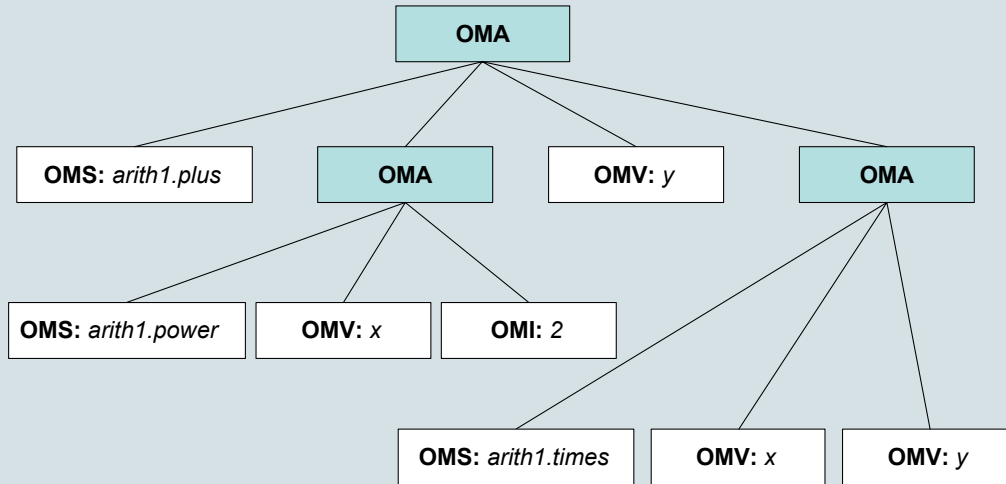 OMA
OMS: arith1.plus
OMA
OMV: y
OMA
OMS: arith1.power
OMV: x
OMI: 2
OMS: arith1.times
OMV: x
OMV: y